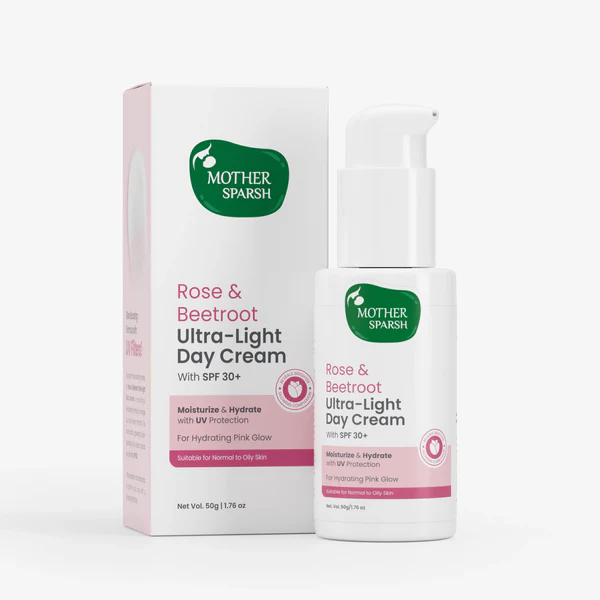 MOTHER
SPARSH
Rose &
Beetroot
Ultra-Light
Day Cream
With SPF 30+
Moisturize & Hydrate
with UV Protection
For Hydrating Pink Glow
Suitable for Normal to Oily Skin
Net Vol. 50g | 1.76 oz
UV Filters!
MOTHER
SPARSH
Rose &
Beetroot
Ultra-Light
Day Cream
With SPF 30+
Moisturize & Hydrate
with UV Protection
For Hydrating Pink Glow
Suitable for Normal to Oily Skin
Net Vol. 50g/1.76 oz